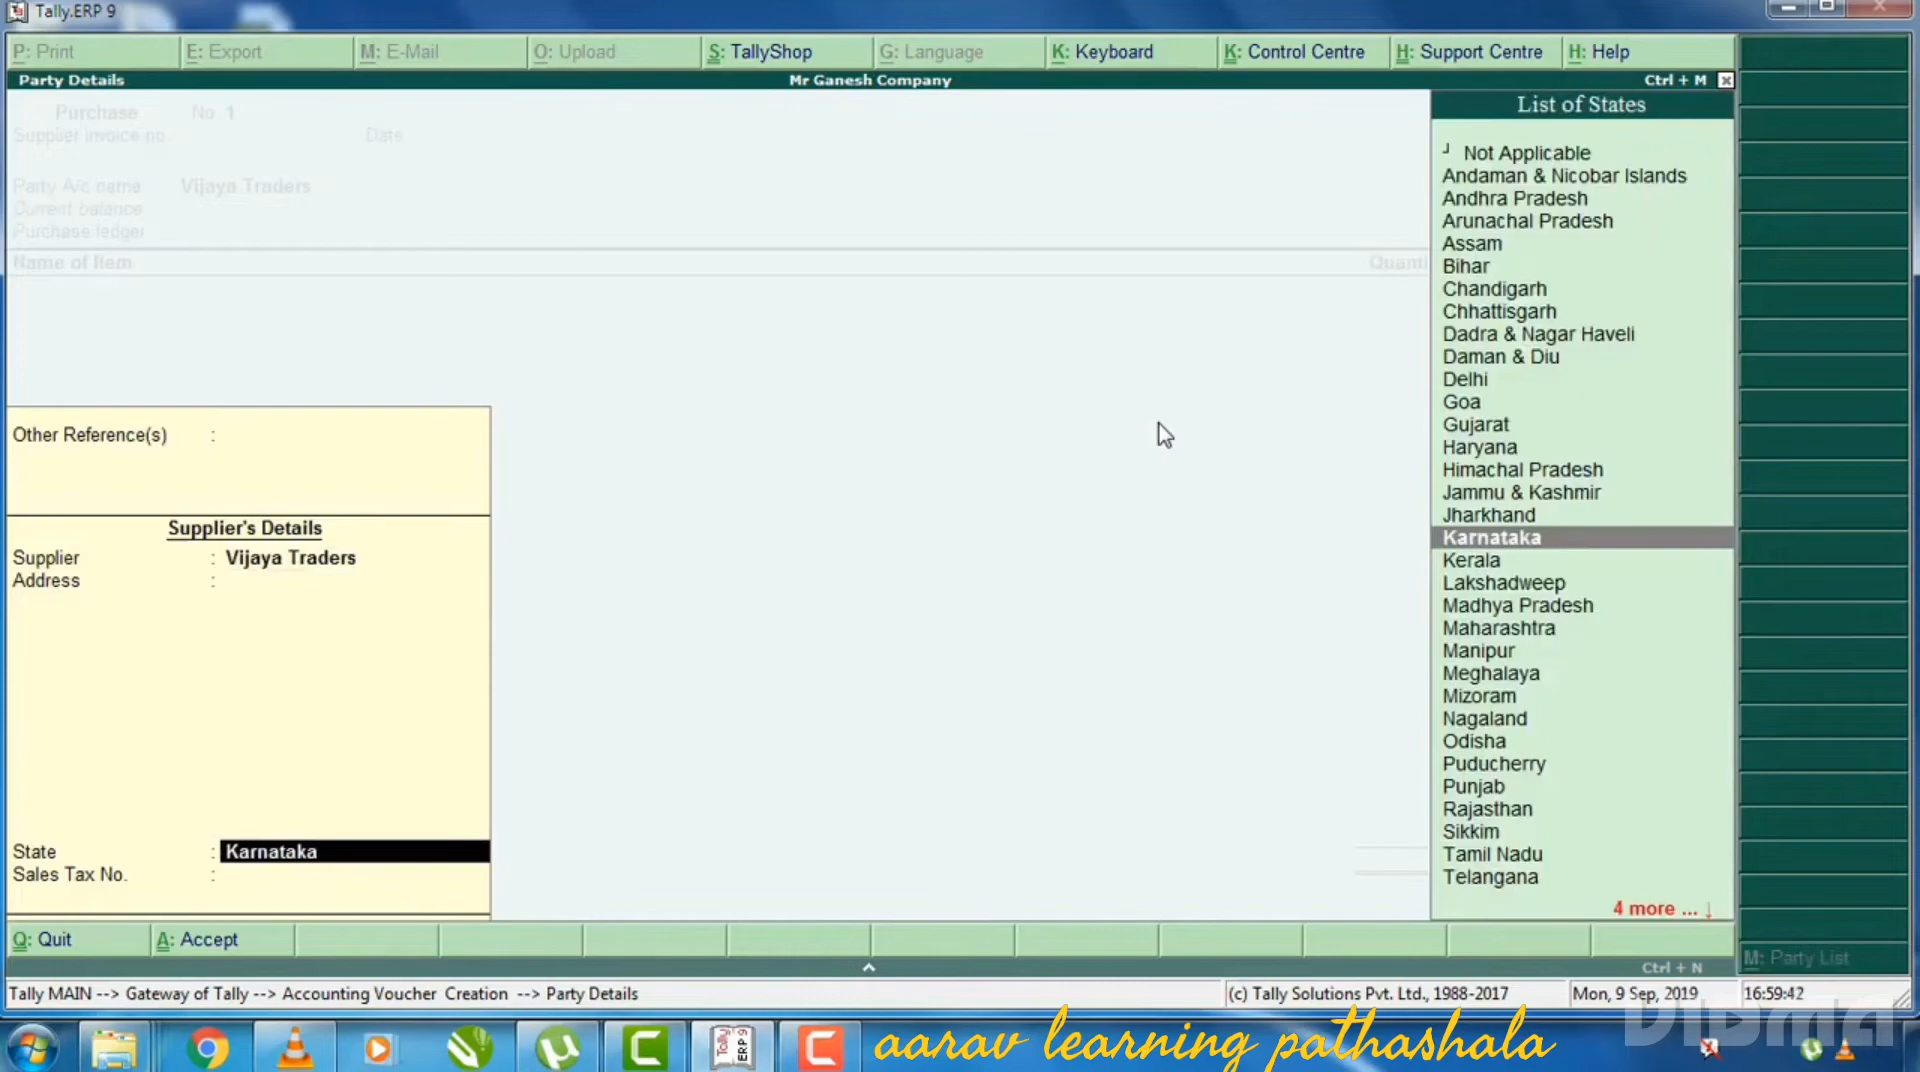 Tally.ERP 9
P: Print E: Export M: E-Mail O: Upload S: TallyShop G: Language K: Keyboard K: Control Centre H: Support Centre H: Help
Party Details Mr Ganesh Company Ctrl + M
Purchase No. 1
Supplier invoice no. Date
Party A/c name Vijaya Traders
Current balance
Purchase ledger
Name of Item Quanti
Other Reference(s) :
Supplier's Details
Supplier : Vijaya Traders
Address :
State : Karnataka
Sales Tax No. :
List of States
Not Applicable
Andaman & Nicobar Islands
Andhra Pradesh
Arunachal Pradesh
Assam
Bihar
Chandigarh
Chhattisgarh
Dadra & Nagar Haveli
Daman & Diu
Delhi
Goa
Gujarat
Haryana
Himachal Pradesh
Jammu & Kashmir
Jharkhand
Karnataka
Kerala
Lakshadweep
Madhya Pradesh
Maharashtra
Manipur
Meghalaya
Mizoram
Nagaland
Odisha
Puducherry
Punjab
Rajasthan
Sikkim
Tamil Nadu
Telangana
4 more ... ↓
Q: Quit A: Accept
M: Party List
Ctrl + N
Tally MAIN --> Gateway of Tally --> Accounting Voucher Creation --> Party Details (c) Tally Solutions Pvt. Ltd., 1988-2017 Mon, 9 Sep, 2019 16:59:42
Tally ERP 9
aarav learning pathashala